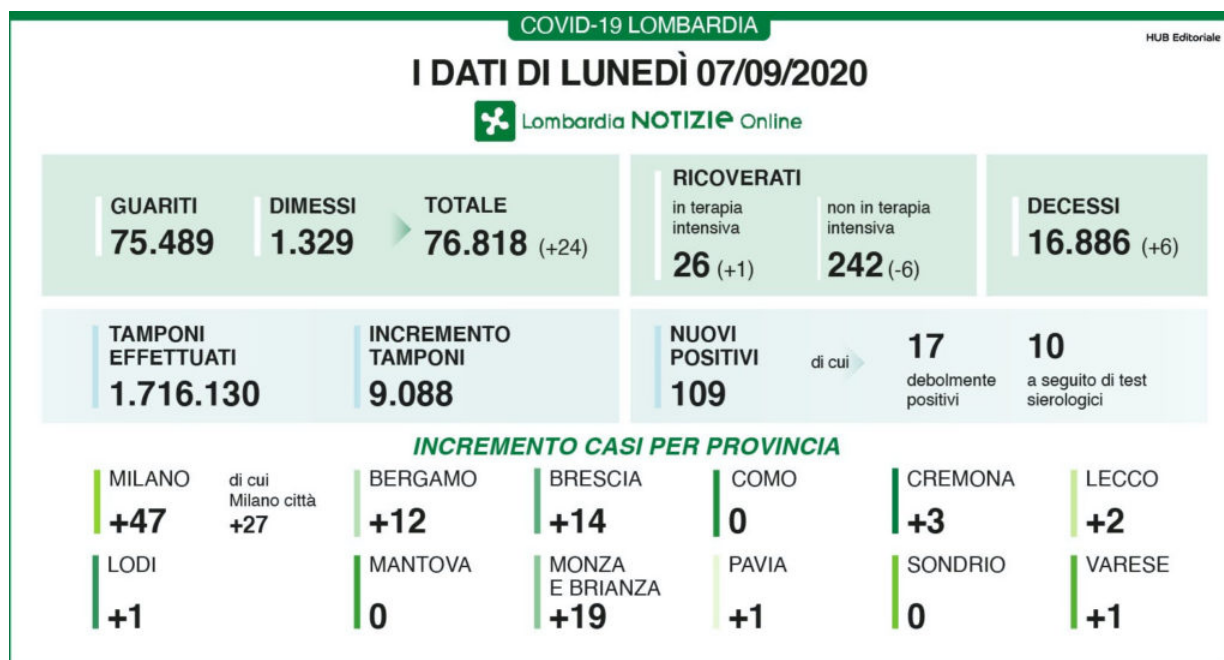 COVID-19 LOMBARDIA
HUB Editoriale
I DATI DI LUNEDÌ 07/09/2020
Lombardia NOTIZIE Online
GUARITI
75.489
DIMESSI
1.329
TOTALE
76.818 (+24)
RICOVERATI
in terapia
intensiva
26 (+1)
non in terapia
intensiva
242 (-6)
DECESSI
16.886 (+6)
TAMPONI
EFFETTUATI
1.716.130
INCREMENTO
TAMPONI
9.088
NUOVI
POSITIVI
109
di cui
17
debolmente
positivi
10
a seguito di test
sierologici
INCREMENTO CASI PER PROVINCIA
MILANO
+47
di cui
Milano città
+27
BERGAMO
+12
BRESCIA
+14
COMO
0
CREMONA
+3
LECCO
+2
LODI
+1
MANTOVA
0
MONZA
E BRIANZA
+19
PAVIA
+1
SONDRIO
0
VARESE
+1